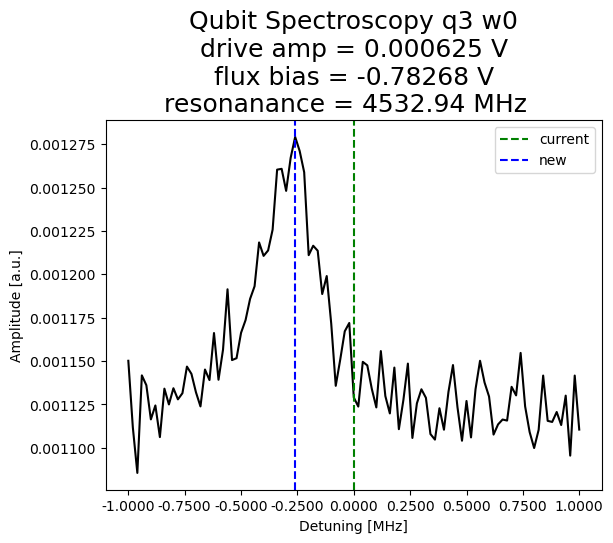 Qubit Spectroscopy q3 w0
drive amp = 0.000625 V
flux bias = -0.78268 V
resonanance = 4532.94 MHz
current
new
0.001275
0.001250
0.001225
0.001200
0.001175
0.001150
0.001125
0.001100
Amplitude [a.u.]
-1.0000 -0.7500 -0.5000 -0.2500 0.0000 0.2500 0.5000 0.7500 1.0000
Detuning [MHz]